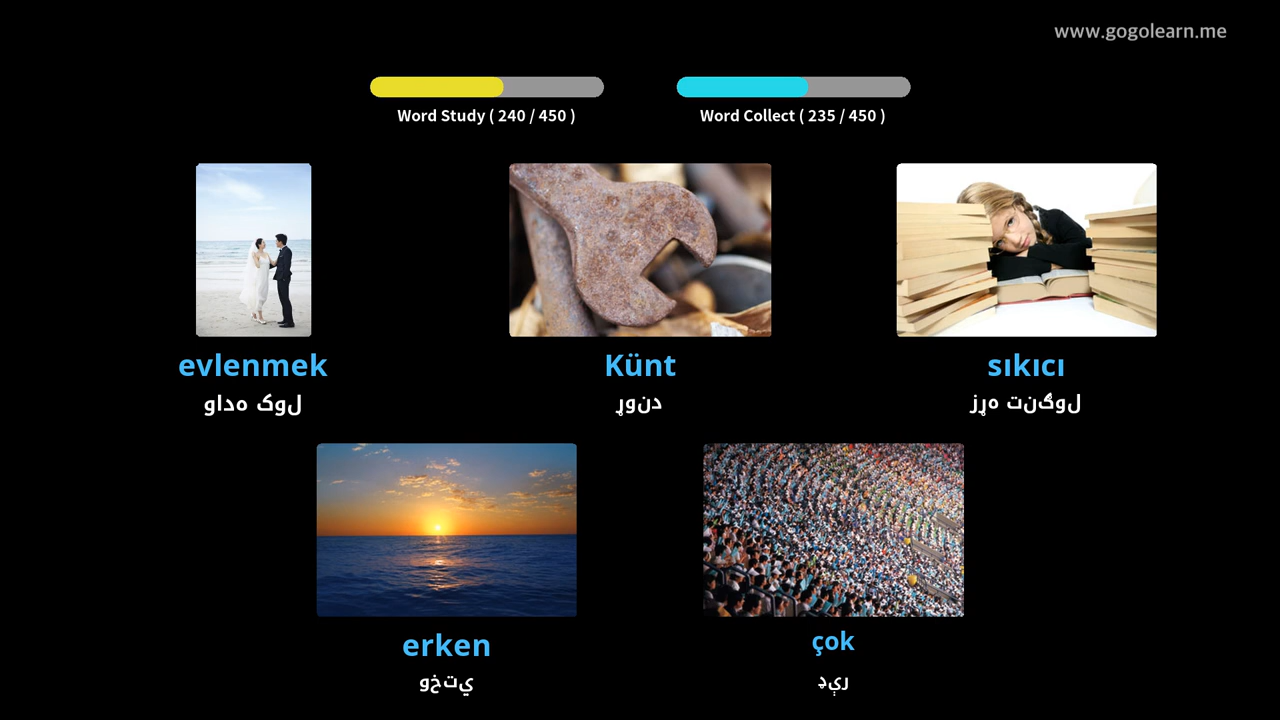 www.gogolearn.me
Word Study ( 240 / 450 )
Word Collect ( 235 / 450 )
evlenmek
واده کول
Künt
ړوند
sıkıcı
زړه تنګول
erken
وختي
çok
ډېر